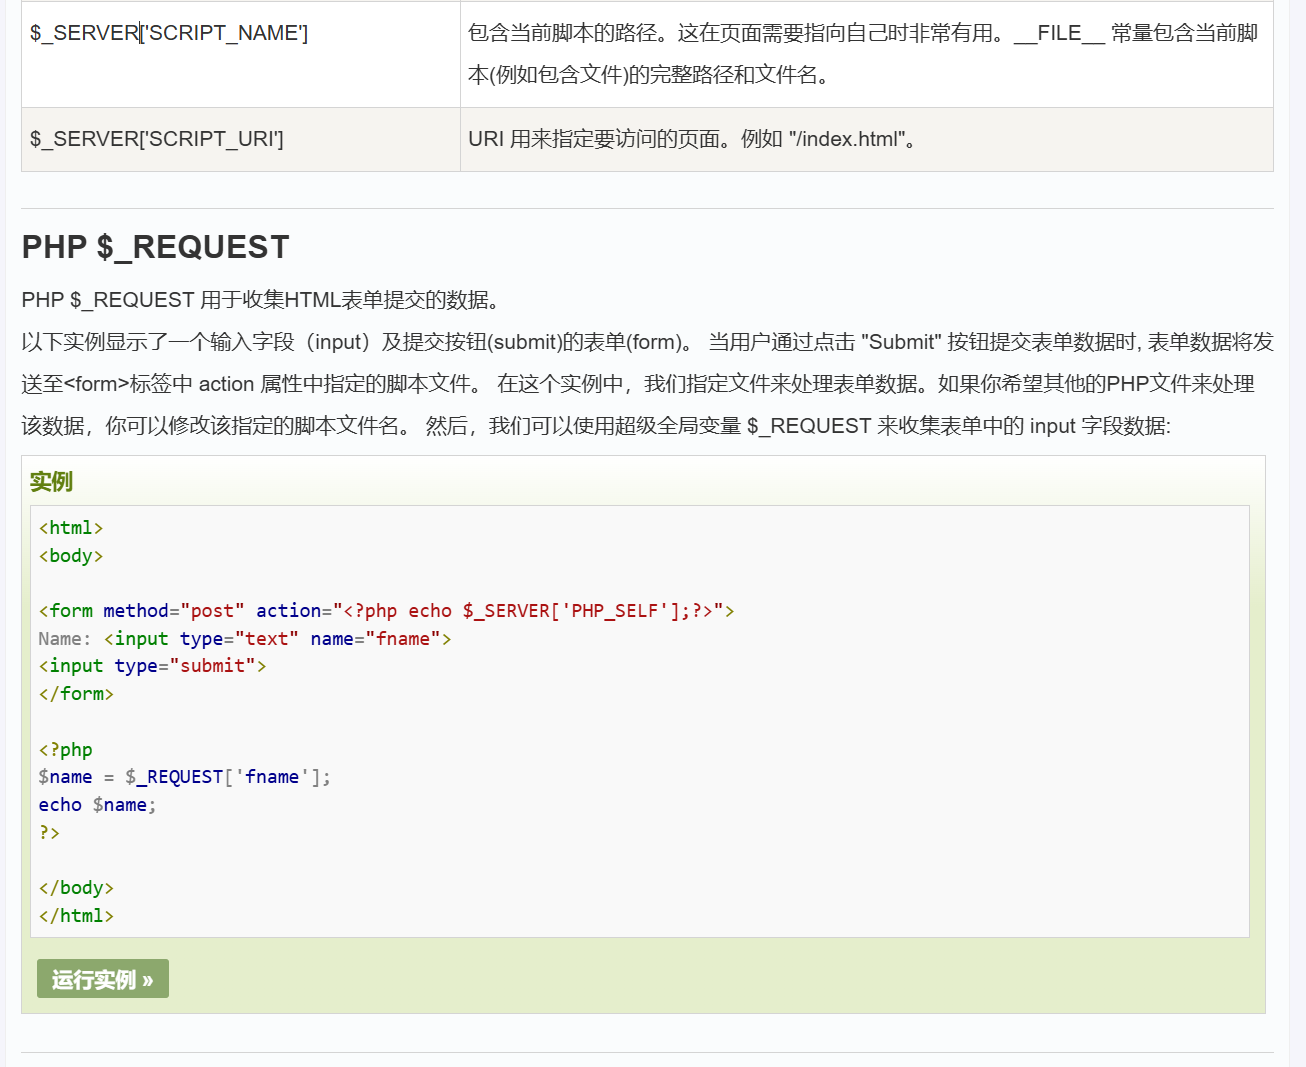 $_SERVER['SCRIPT_NAME']
包含当前脚本的路径。这在页面需要指向自己时非常有用。__FILE__ 常量包含当前脚
本(例如包含文件)的完整路径和文件名。
$_SERVER['SCRIPT_URI']
URI 用来指定要访问的页面。例如 "/index.html"。
PHP $_REQUEST
PHP $_REQUEST 用于收集HTML表单提交的数据。
以下实例显示了一个输入字段（input）及提交按钮(submit)的表单(form)。 当用户通过点击 "Submit" 按钮提交表单数据时, 表单数据将发
送至<form>标签中 action 属性中指定的脚本文件。 在这个实例中，我们指定文件来处理表单数据。如果你希望其他的PHP文件来处理
该数据，你可以修改该指定的脚本文件名。 然后，我们可以使用超级全局变量 $_REQUEST 来收集表单中的 input 字段数据:
实例
<html>
<body>
<form method="post" action="<?php echo $_SERVER['PHP_SELF'];?>">
Name: <input type="text" name="fname">
<input type="submit">
</form>
<?php
$name = $_REQUEST['fname'];
echo $name;
?>
</body>
</html>
运行实例 »